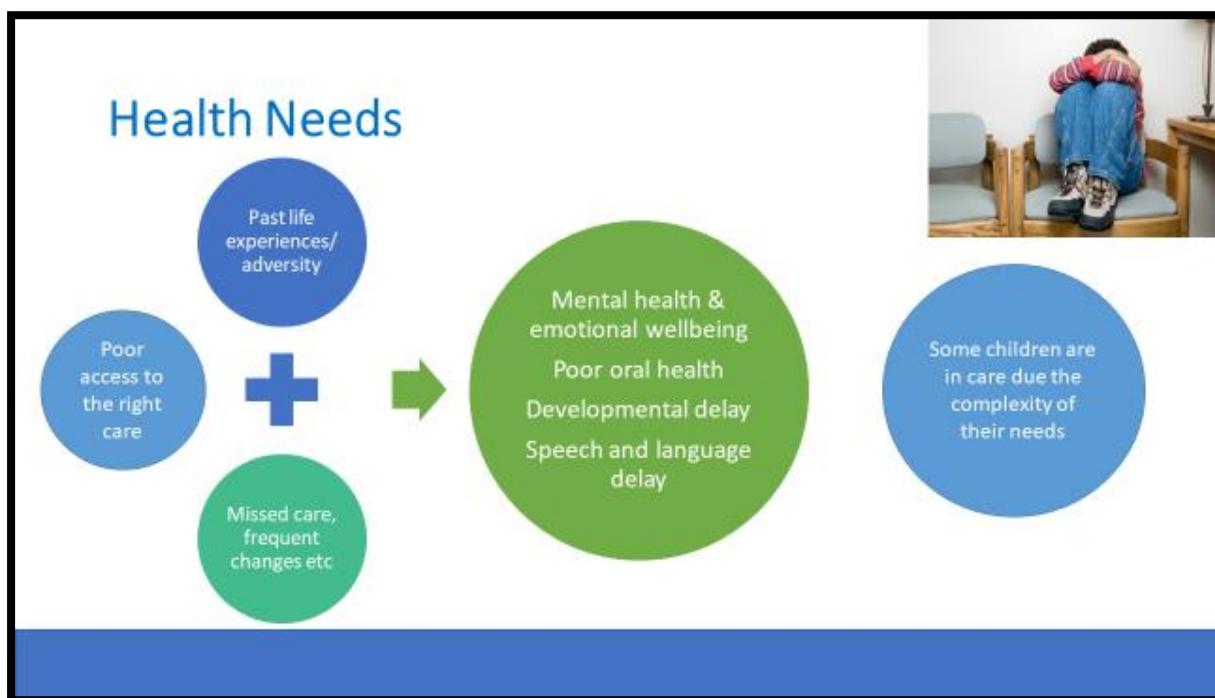 Health Needs
Past life
experiences/
adversity
Poor
access to
the right
care
Missed care,
frequent
changes etc
Mental health &
emotional wellbeing
Poor oral health
Developmental delay
Speech and language
delay
Some children are
in care due the
complexity of
their needs